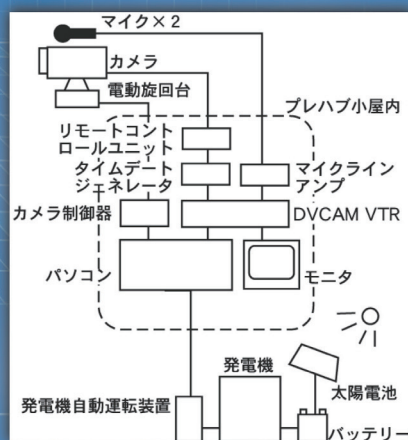 マイク×2
カメラ
電動旋回台
プレハブ小屋内
リモートコント
ロールユニット
タイムデート
ジェネレータ
マイクライン
アンプ
カメラ制御器
DVCAM VTR
パソコン
モニタ
発電機
太陽電池
発電機自動運転装置
バッテリー